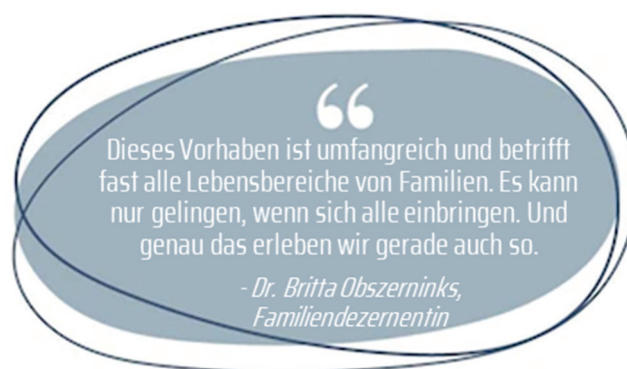 “
Dieses Vorhaben ist umfangreich und betrifft
fast alle Lebensbereiche von Familien. Es kann
nur gelingen, wenn sich alle einbringen. Und
genau das erleben wir gerade auch so.
- Dr. Britta Obszerninks,
Familiendezernentin